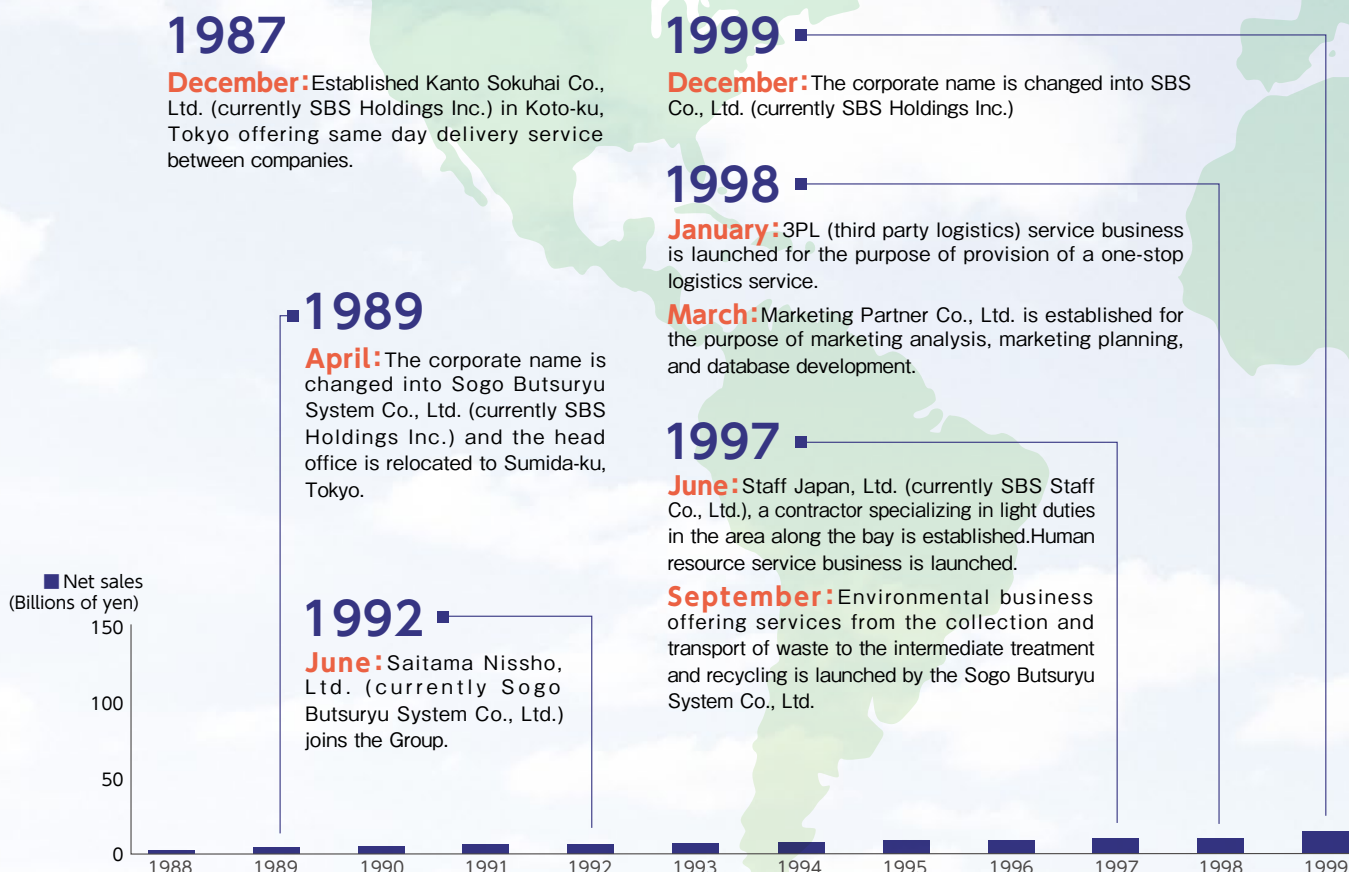 1987
December:Established Kanto Sokuhai Co.,
Ltd. (currently SBS Holdings Inc.) in Koto-ku,
Tokyo offering same day delivery service
between companies.
1989
April:The corporate name is
changed into Sogo Butsuryu
System Co., Ltd. (currently SBS
Holdings Inc.) and the head
office is relocated to Sumida-ku,
Tokyo.
1992
June:Saitama Nissho,
Ltd. (currently Sogo
Butsuryu System Co., Ltd.)
joins the Group.
1999
December:The corporate name is changed into SBS
Co., Ltd. (currently SBS Holdings Inc.)
1998
January:3PL (third party logistics) service business
is launched for the purpose of provision of a one-stop
logistics service.
March:Marketing Partner Co., Ltd. is established for
the purpose of marketing analysis, marketing planning,
and database development.
1997
June:Staff Japan, Ltd. (currently SBS Staff
Co., Ltd.), a contractor specializing in light duties
in the area along the bay is established.Human
resource service business is launched.
September:Environmental business
offering services from the collection and
transport of waste to the intermediate treatment
and recycling is launched by the Sogo Butsuryu
System Co., Ltd.
Net sales
(Billions of yen)
150
100
50
0
1988 1989 1990 1991 1992 1993 1994 1995 1996 1997 1998 1999